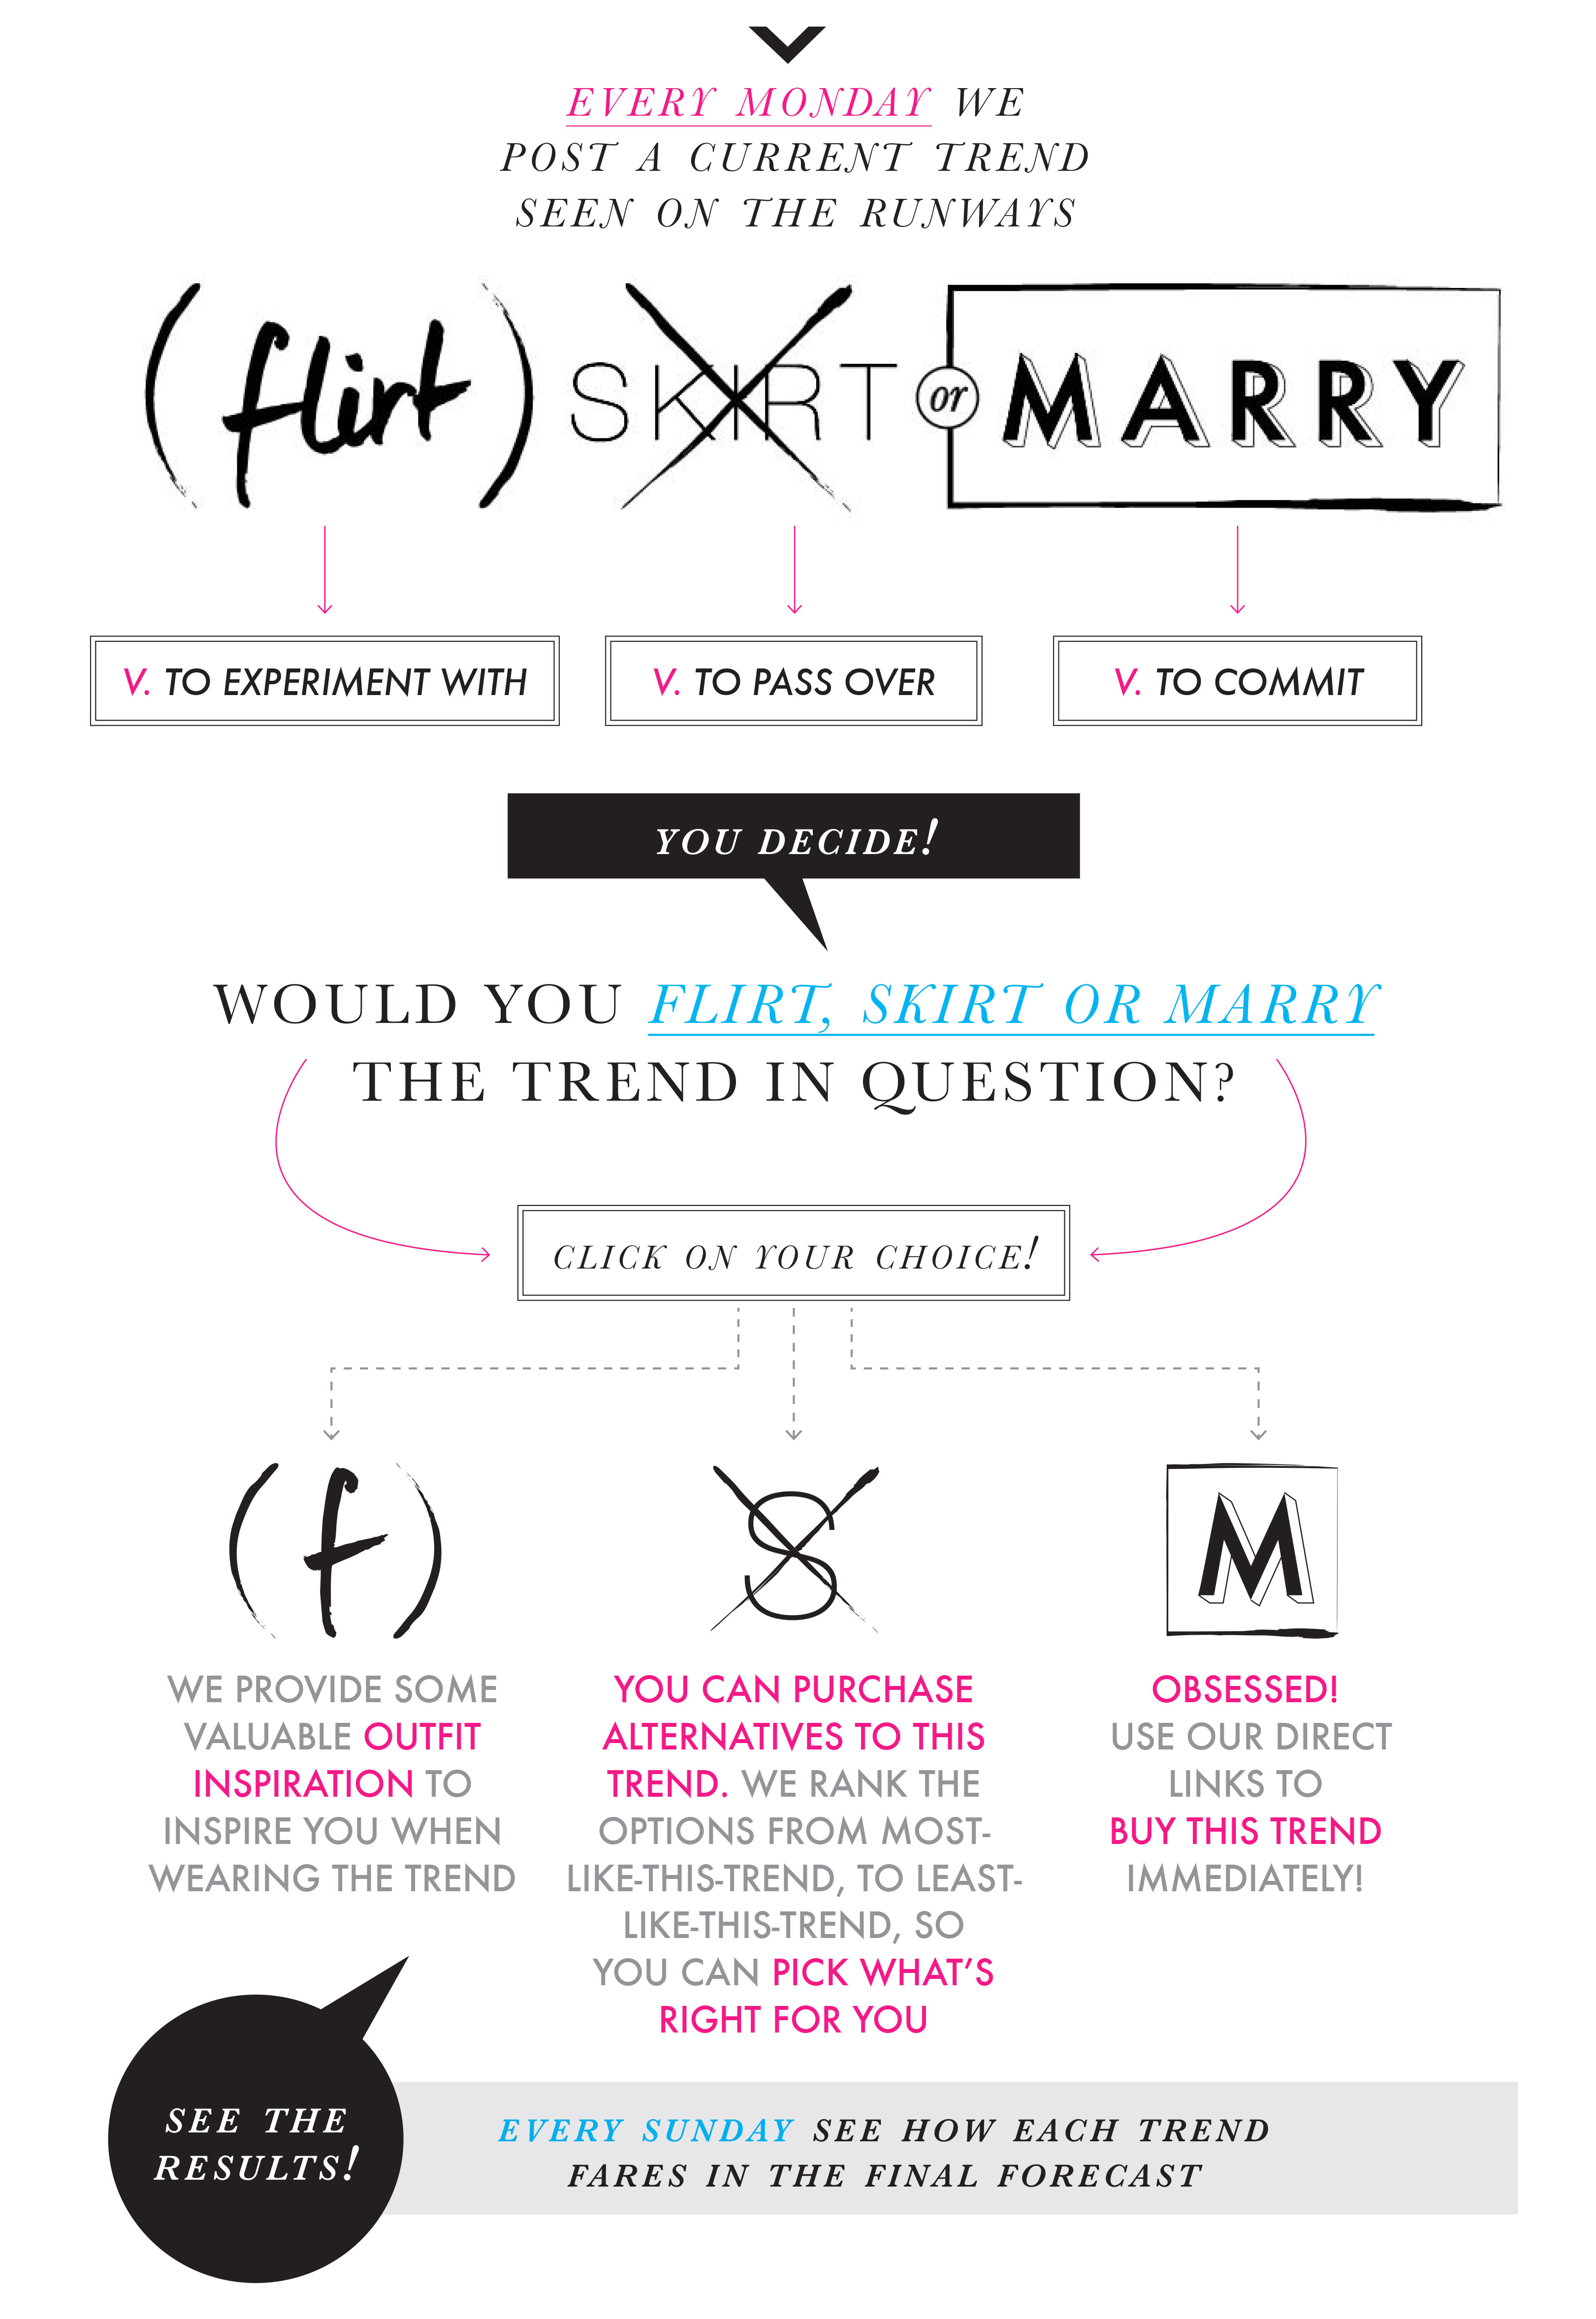 EVERY MONDAY WE
POST A CURRENT TREND
SEEN ON THE RUNWAYS
(flirt) SKIRT or MARRY
V. TO EXPERIMENT WITH
V. TO PASS OVER
V. TO COMMIT
YOU DECIDE!
WOULD YOU FLIRT, SKIRT OR MARRY
THE TREND IN QUESTION?
CLICK ON YOUR CHOICE!
(f)
S
M
WE PROVIDE SOME
VALUABLE OUTFIT
INSPIRATION TO
INSPIRE YOU WHEN
WEARING THE TREND
YOU CAN PURCHASE
ALTERNATIVES TO THIS
TREND. WE RANK THE
OPTIONS FROM MOST-
LIKE-THIS-TREND, TO LEAST-
LIKE-THIS-TREND, SO
YOU CAN PICK WHAT'S
RIGHT FOR YOU
OBSESSED!
USE OUR DIRECT
LINKS TO
BUY THIS TREND
IMMEDIATELY!
SEE THE
RESULTS!
EVERY SUNDAY SEE HOW EACH TREND
FARES IN THE FINAL FORECAST